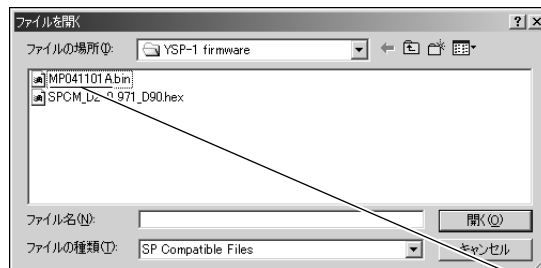 ファイルを開く
ファイルの場所(I):
YSP-1 firmware
MP041101A.bin
971_D90.hex
ファイル名(N):
開く(O)
ファイルの種類(T):
SP Compatible Files
キャンセル